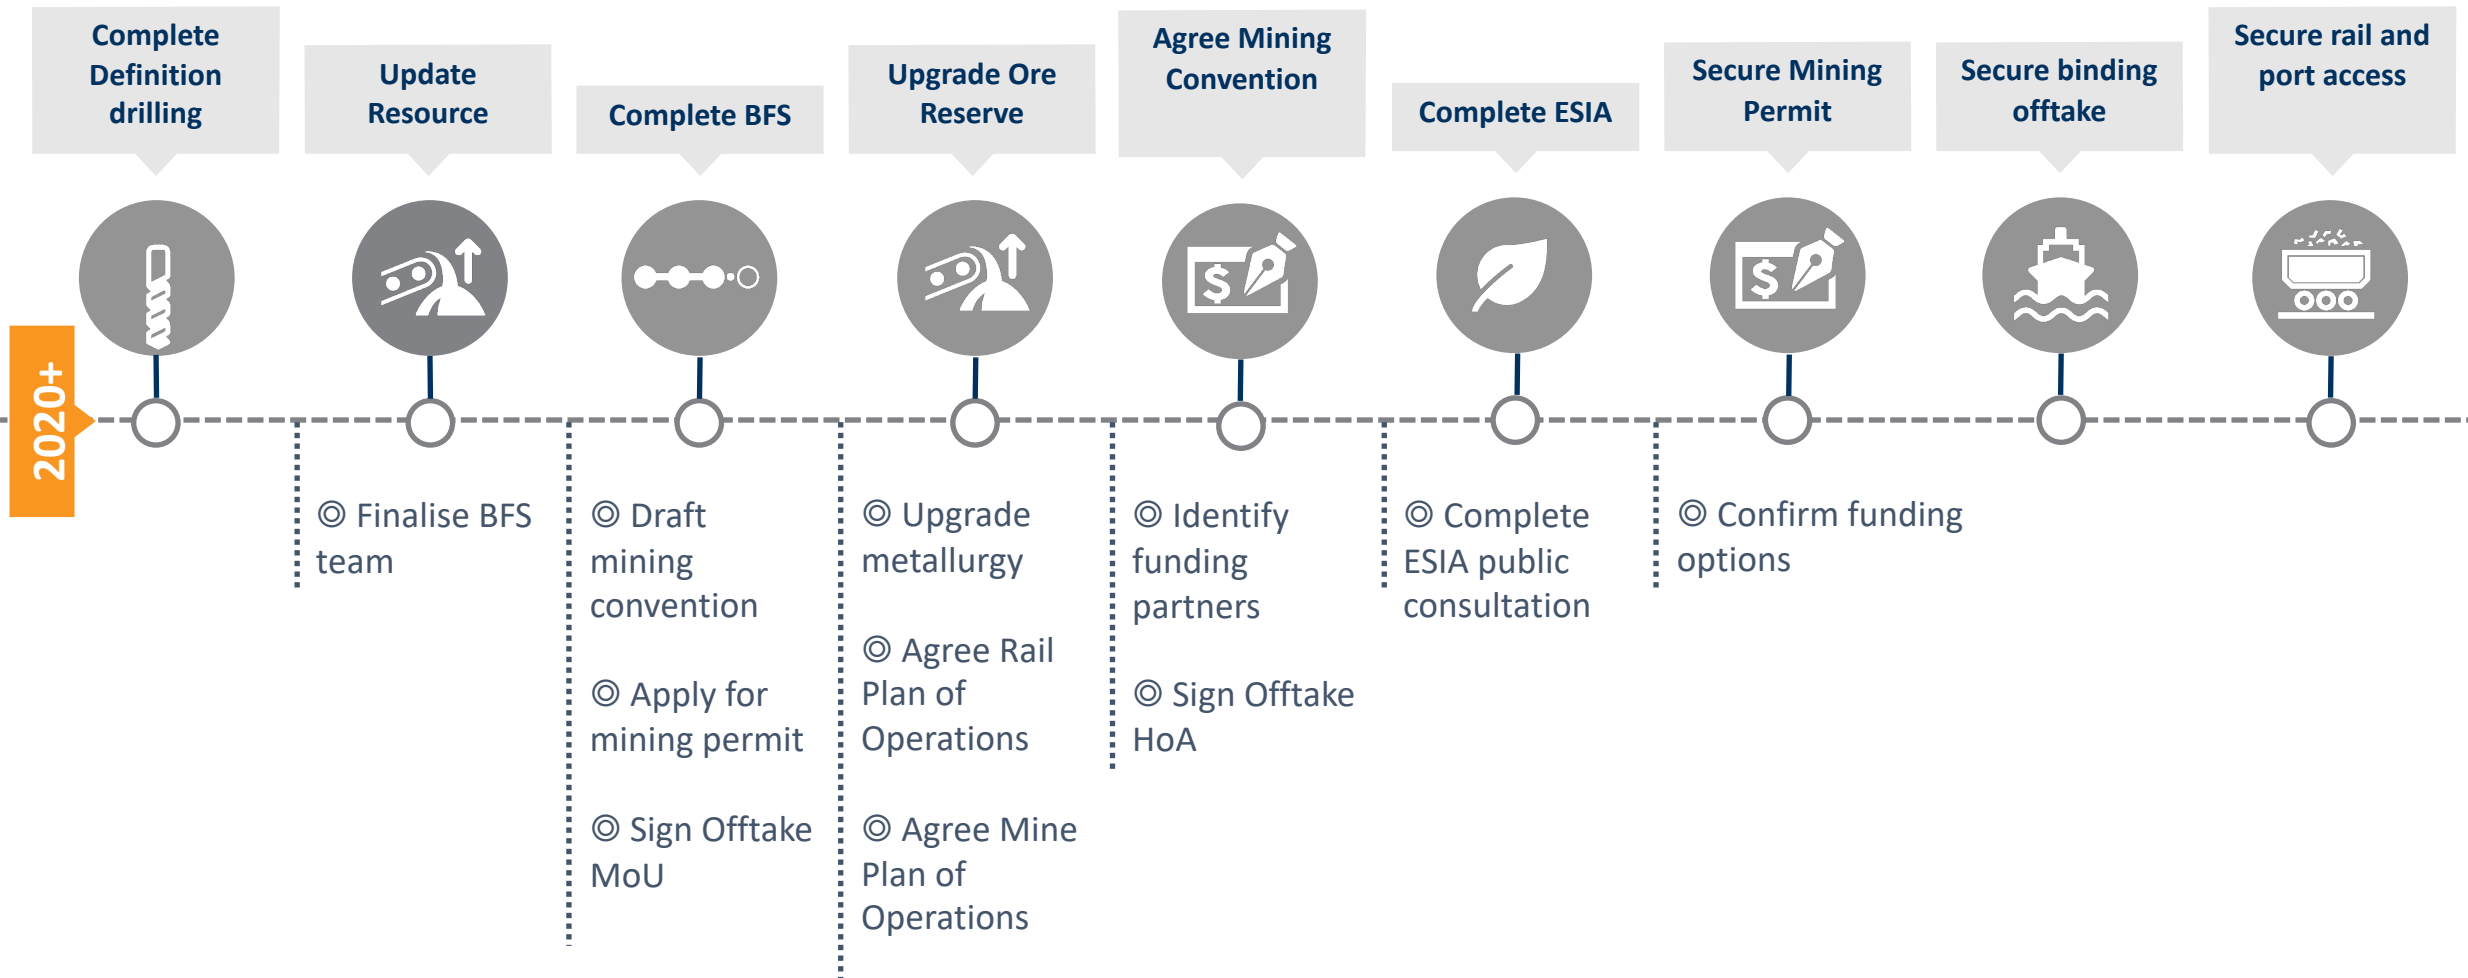 Complete
Definition
drilling
Update
Resource
Complete BFS
Upgrade Ore
Reserve
Agree Mining
Convention
Complete ESIA
Secure Mining
Permit
Secure binding
offtake
Secure rail and
port access
$
$
2020+
◎ Finalise BFS
team
◎ Draft
mining
convention
◎ Apply for
mining permit
◎ Sign Offtake
MoU
◎ Upgrade
metallurgy
◎ Agree Rail
Plan of
Operations
◎ Agree Mine
Plan of
Operations
◎ Identify
funding
partners
◎ Sign Offtake
HoA
◎ Complete
ESIA public
consultation
◎ Confirm funding
options